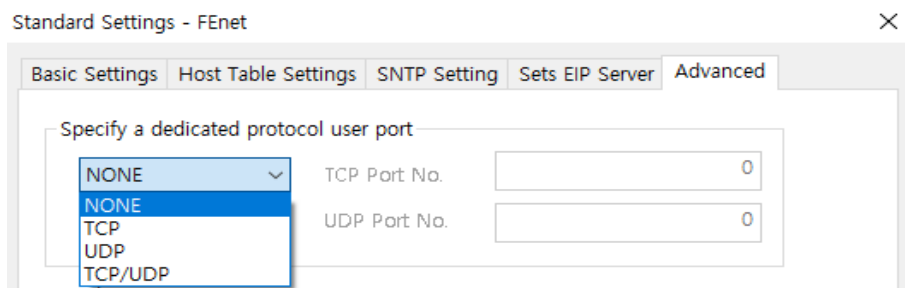 Standard Settings - FEnet
Basic Settings Host Table Settings SNTP Setting Sets EIP Server Advanced
Specify a dedicated protocol user port
NONE TCP Port No. 0
NONE
TCP UDP Port No. 0
UDP
TCP/UDP